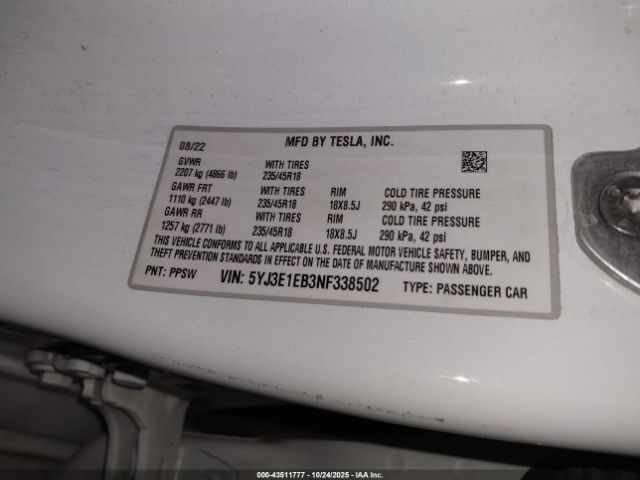 08/22 MFD BY TESLA, INC.
GVWR WITH TIRES
2207 kg (4866 lb) 235/45R18
GAWR FRT WITH TIRES RIM COLD TIRE PRESSURE
1110 kg (2447 lb) 235/45R18 18X8.5J 290 kPa, 42 psi
GAWR RR WITH TIRES RIM COLD TIRE PRESSURE
1257 kg (2771 lb) 235/45R18 18X8.5J 290 kPa, 42 psi
THIS VEHICLE CONFORMS TO ALL APPLICABLE U.S. FEDERAL MOTOR VEHICLE SAFETY, BUMPER, AND
THEFT PREVENTION STANDARDS IN EFFECT ON THE DATE OF MANUFACTURE SHOWN ABOVE.
PNT: PPSW VIN: 5YJ3E1EB3NF338502 TYPE: PASSENGER CAR
000-43511777 - 10/24/2025 - IAA Inc.